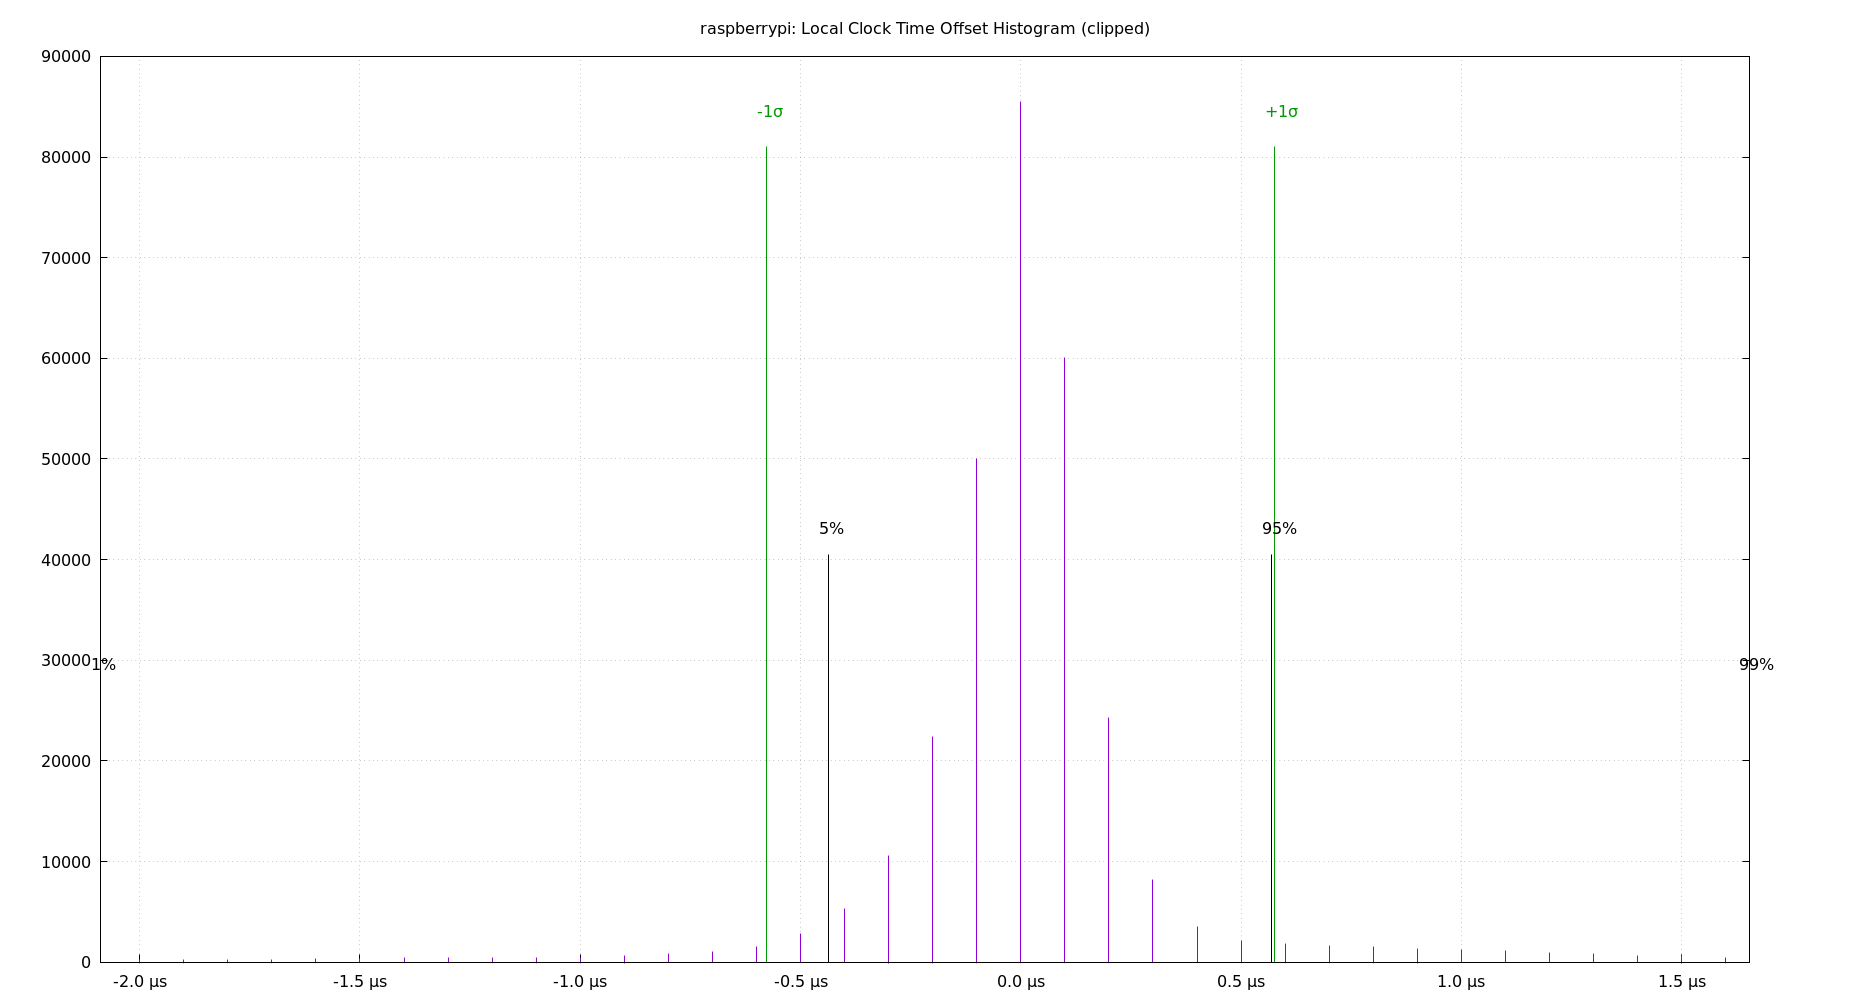 raspberrypi: Local Clock Time Offset Histogram (clipped)
90000
-1σ
+1σ
80000
70000
60000
50000
5%
95%
40000
30000
1%
99%
20000
10000
0
-2.0 µs
-1.5 µs
-1.0 µs
-0.5 µs
0.0 µs
0.5 µs
1.0 µs
1.5 µs